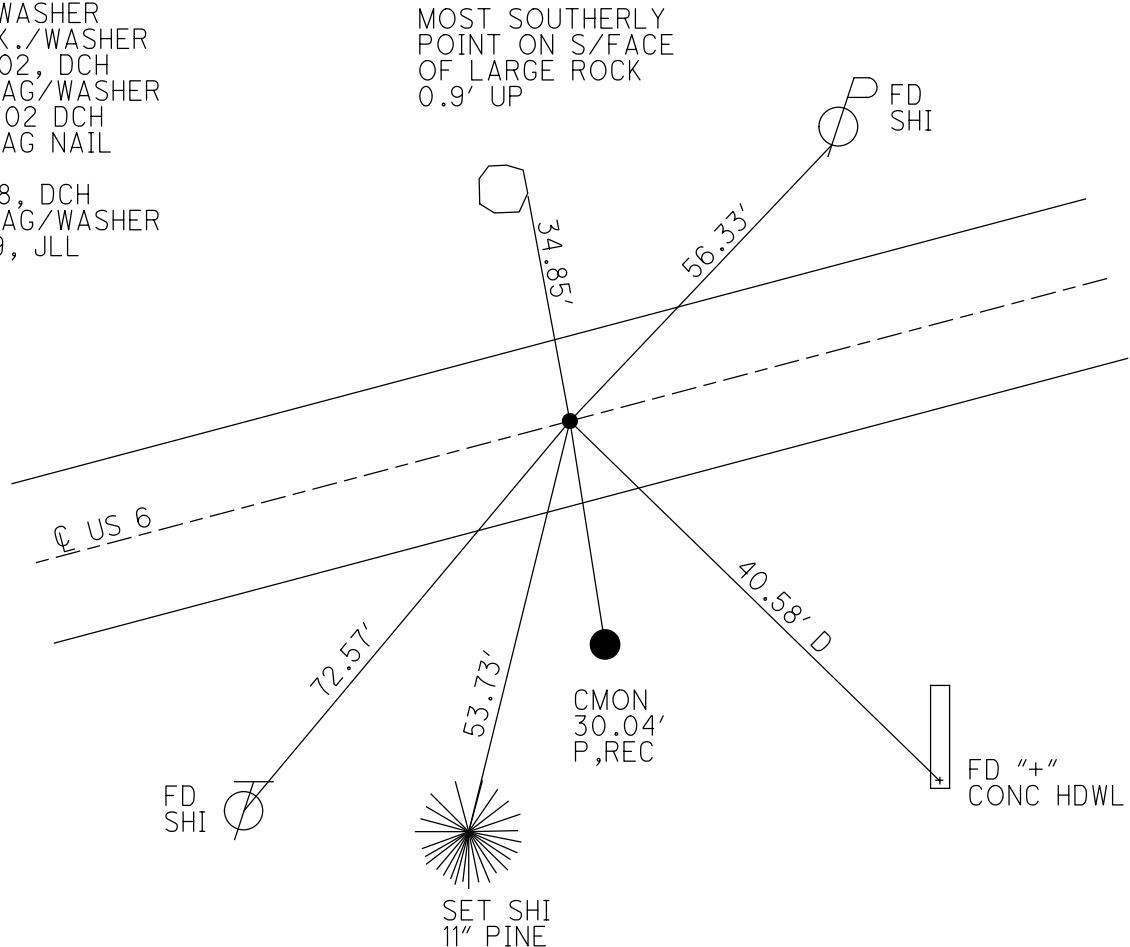 WASHER
K./WASHER
02, DCH
AG/WASHER
02 DCH
AG NAIL
8, DCH
AG/WASHER
9, JLL
MOST SOUTHERLY
POINT ON S/FACE
OF LARGE ROCK
0.9' UP
FD
SHI
34.85'
56.33'
℄ US 6
72.57'
53.73'
40.58' D
CMON
30.04'
P,REC
FD
SHI
FD "+"
CONC HDWL
SET SHI
11" PINE